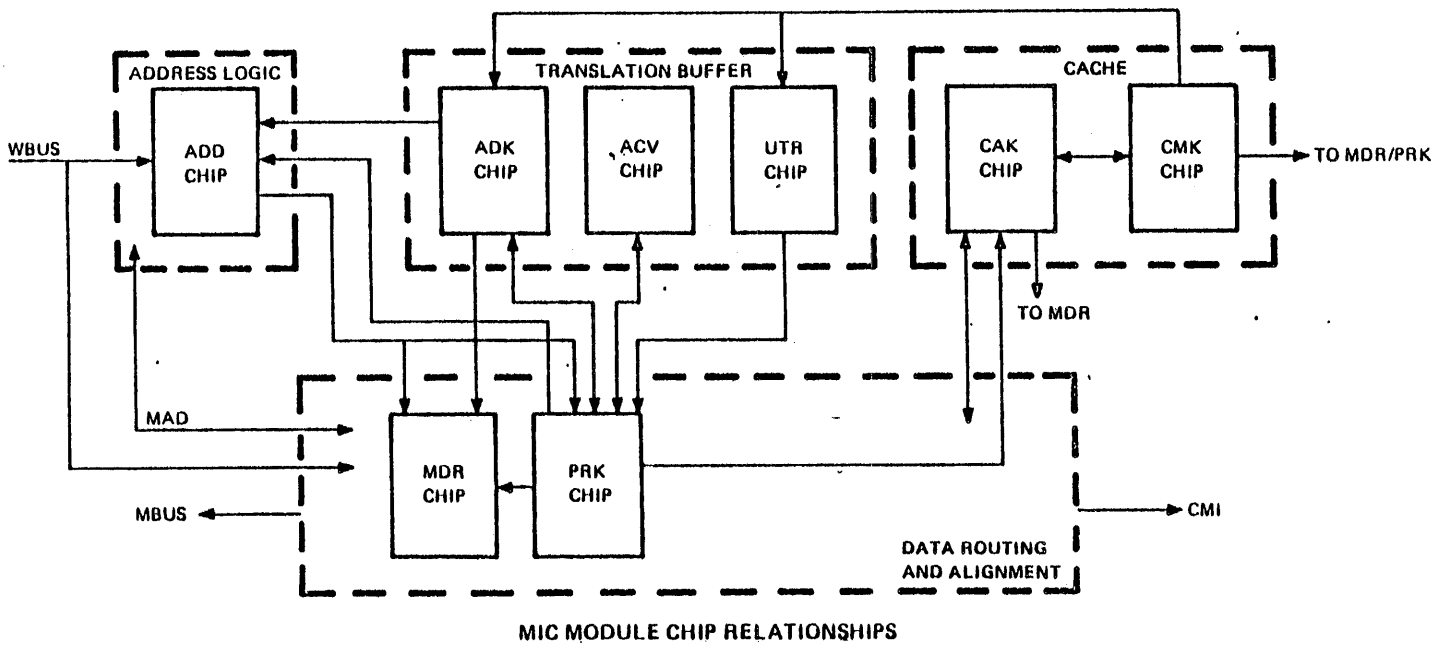 ADDRESS LOGIC
TRANSLATION BUFFER
CACHE
WBUS
ADD
CHIP
ADK
CHIP
ACV
CHIP
UTR
CHIP
CAK
CHIP
CMK
CHIP
TO MDR/PRK
TO MDR
MAD
MDR
CHIP
PRK
CHIP
MBUS
CMI
DATA ROUTING
AND ALIGNMENT
MIC MODULE CHIP RELATIONSHIPS